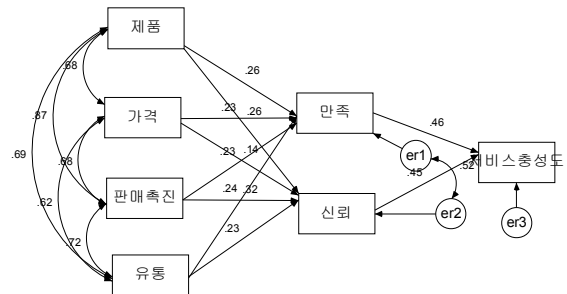 제품
.68
.26
.87
.23
.26
만족
.46
가격
.69
.23
.14
er1
.68
.45
.52
서비스충성도
판매촉진
.24
.32
신뢰
er2
er3
.62
.23
.72
유통